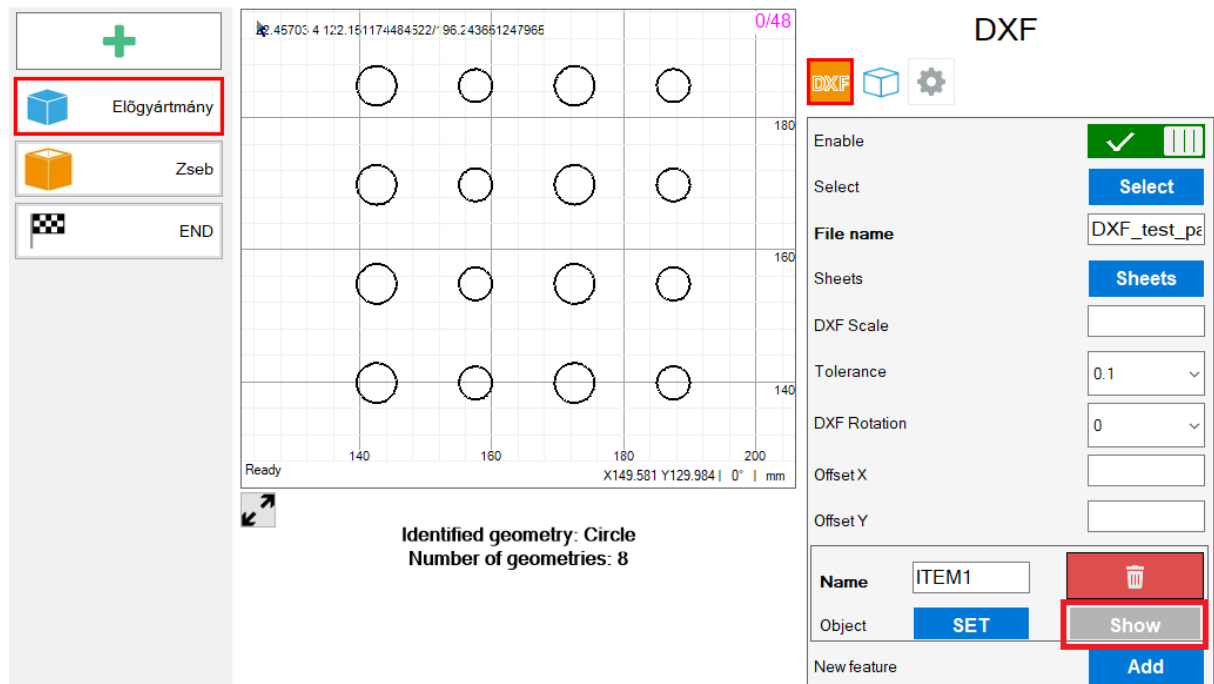 Előgyártmány
Zseb
END
0/48
180
160
140
140
160
180
200
Ready
X149.581 Y129.984 | 0° | mm
Identified geometry: Circle
Number of geometries: 8
DXF
DXF
Enable
Select
Select
File name
DXF_test_pa
Sheets
Sheets
DXF Scale
Tolerance
0.1
DXF Rotation
0
Offset X
Offset Y
Name
ITEM1
Object
SET
Show
New feature
Add